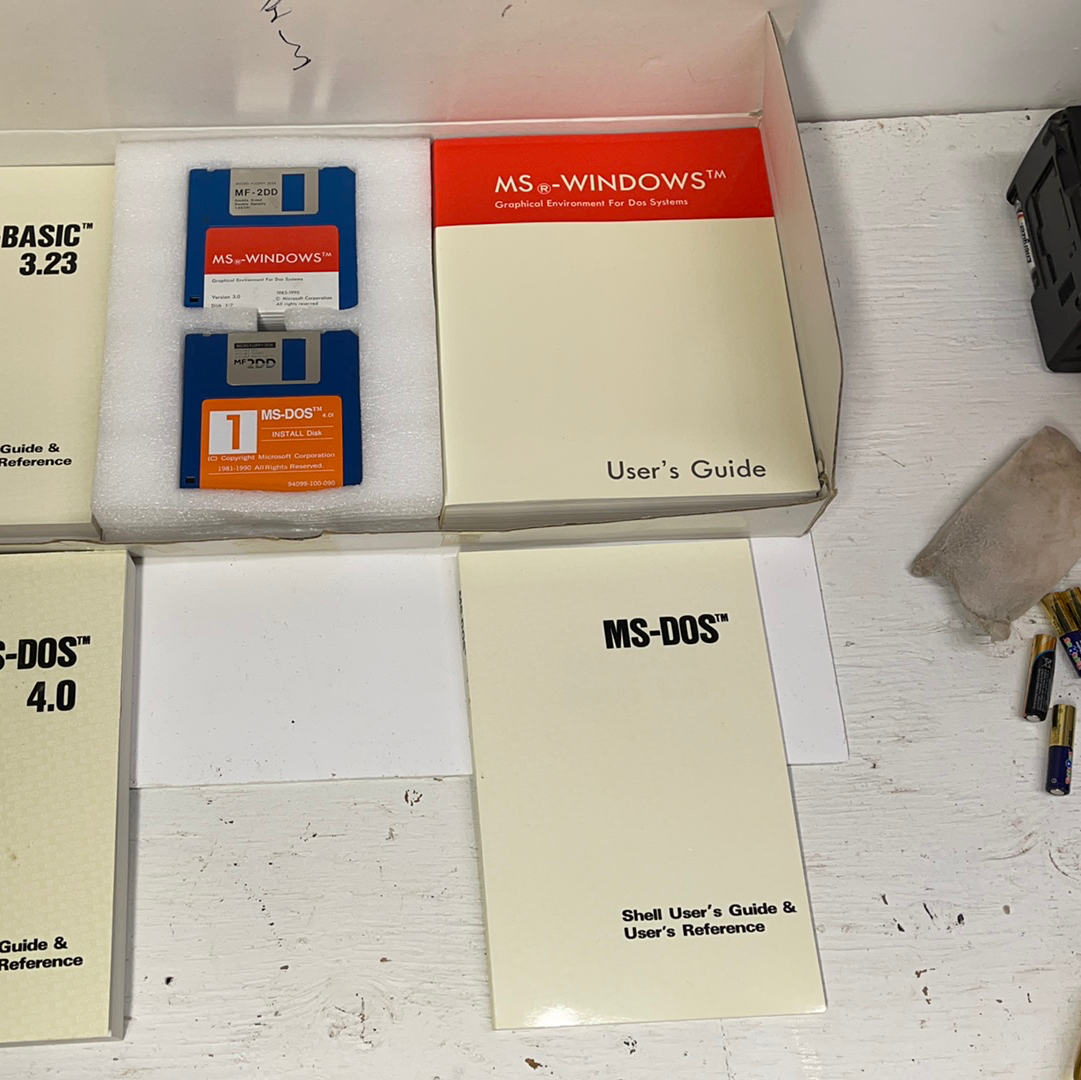 BASIC™
3.23
Guide &
Reference
MF-2DD
MS®-WINDOWS™
Graphical Environment For Dos Systems
Version 3.0
1985-1990
© Microsoft Corporation
All rights reserved
MF2DD
1
MS-DOS™ 4.01
INSTALL Disk
(C) Copyright Microsoft Corporation
1981-1990 All Rights Reserved.
94099-100-090
MS®-WINDOWS™
Graphical Environment For Dos Systems
User's Guide
S-DOS™
4.0
Guide &
Reference
MS-DOS™
Shell User's Guide &
User's Reference